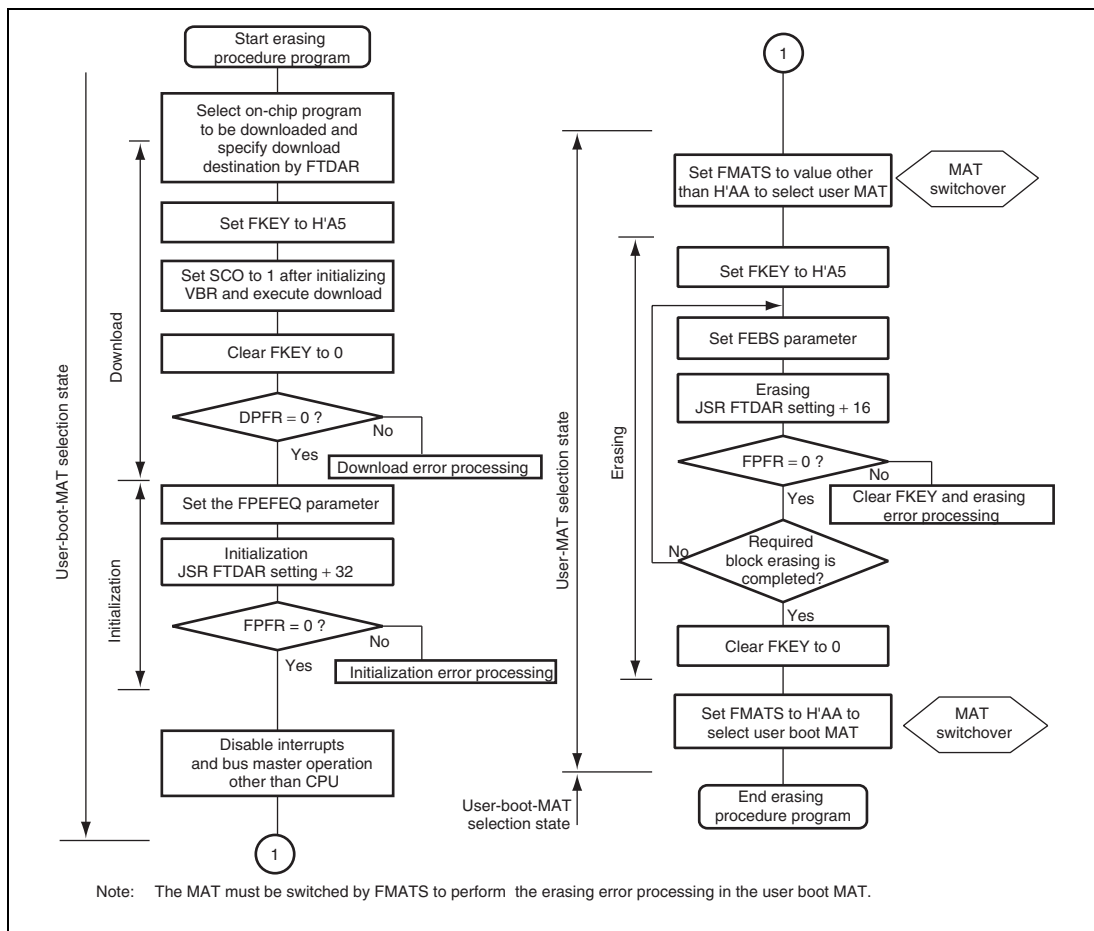 Start erasing
procedure program
Select on-chip program
to be downloaded and
specify download
destination by FTDAR
Set FKEY to H'A5
Set SCO to 1 after initializing
VBR and execute download
Clear FKEY to 0
DPFR = 0 ?
No
Yes
Download error processing
Set the FPEFEQ parameter
Initialization
JSR FTDAR setting + 32
FPFR = 0 ?
No
Yes
Initialization error processing
Disable interrupts
and bus master operation
other than CPU
1
User-boot-MAT selection state
Download
Initialization
1
Set FMATS to value other
than H'AA to select user MAT
MAT
switchover
Set FKEY to H'A5
Set FEBS parameter
Erasing
JSR FTDAR setting + 16
FPFR = 0 ?
No
Yes
Clear FKEY and erasing
error processing
Required
block erasing is
completed?
No
Yes
Clear FKEY to 0
Set FMATS to H'AA to
select user boot MAT
MAT
switchover
End erasing
procedure program
User-MAT selection state
Erasing
User-boot-MAT
selection state
Note: The MAT must be switched by FMATS to perform the erasing error processing in the user boot MAT.